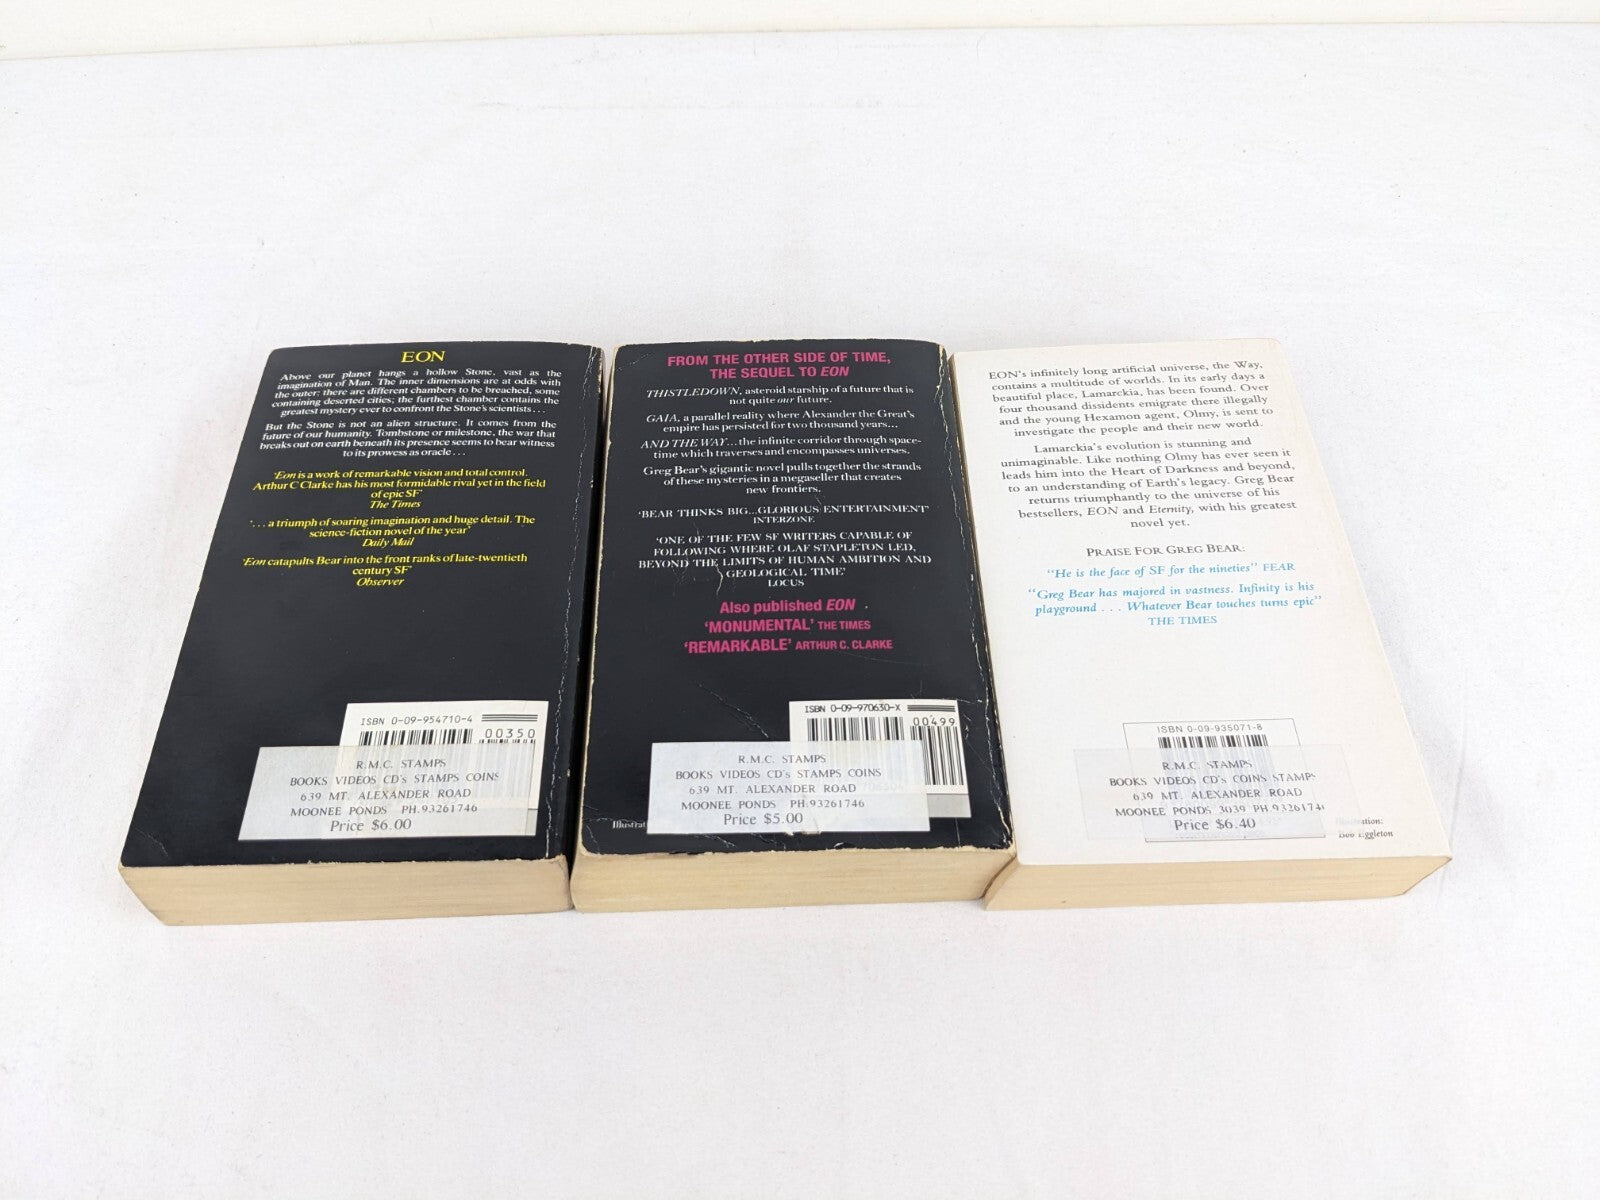 EON
Above our planet hangs a hollow Stone, vast as the
imagination of Man. The inner dimensions are at odds with
the outer: there are different chambers to be breached, some
containing deserted cities; the furthest chamber contains the
greatest mystery ever to confront the Stone's scientists . . .
But the Stone is not an alien structure. It comes from the
future of our humanity. Tombstone or milestone, the war that
breaks out on earth beneath its presence seems to bear witness
to its prowess as oracle . . .
'Eon is a work of remarkable vision and total control.
Arthur C Clarke has his most formidable rival yet in the field
of epic SF'
The Times
'. . . a triumph of soaring imagination and huge detail. The
science-fiction novel of the year'
Daily Mail
'Eon catapults Bear into the front ranks of late-twentieth
century SF'
Observer
ISBN 0-09-954710-4
00350
R.M.C. STAMPS
BOOKS VIDEOS CD's STAMPS COINS
639 MT. ALEXANDER ROAD
MOONEE PONDS PH.93261746
Price $6.00
FROM THE OTHER SIDE OF TIME,
THE SEQUEL TO EON
THISTLEDOWN, asteroid starship of a future that is
not quite our future.
GAIA, a parallel reality where Alexander the Great's
empire has persisted for two thousand years...
AND THE WAY...the infinite corridor through space-
time which traverses and encompasses universes.
Greg Bear's gigantic novel pulls together the strands
of these mysteries in a megaseller that creates
new frontiers.
'BEAR THINKS BIG...GLORIOUS ENTERTAINMENT'
INTERZONE
'ONE OF THE FEW SF WRITERS CAPABLE OF
FOLLOWING WHERE OLAF STAPLETON LED,
BEYOND THE LIMITS OF HUMAN AMBITION AND
GEOLOGICAL TIME'
LOCUS
Also published EON
'MONUMENTAL' THE TIMES
'REMARKABLE' ARTHUR C. CLARKE
ISBN 0-09-970630-X
00499
R.M.C. STAMPS
BOOKS VIDEOS CD's STAMPS COINS
639 MT. ALEXANDER ROAD
MOONEE PONDS PH.93261746
Price $5.00
EON's infinitely long artificial universe, the Way,
contains a multitude of worlds. In its early days a
beautiful place, Lamarckia, has been found. Over
four thousand dissidents emigrate there illegally
and the young Hexamon agent, Olmy, is sent to
investigate the people and their new world.
Lamarckia's evolution is stunning and
unimaginable. Like nothing Olmy has ever seen it
leads him into the Heart of Darkness and beyond,
to an understanding of Earth's legacy. Greg Bear
returns triumphantly to the universe of his
bestsellers, EON and Eternity, with his greatest
novel yet.
PRAISE FOR GREG BEAR:
"He is the face of SF for the nineties" FEAR
"Greg Bear has majored in vastness. Infinity is his
playground . . . Whatever Bear touches turns epic"
THE TIMES
ISBN 0-09-935071-8
R.M.C. STAMPS
BOOKS VIDEOS CD's COINS STAMPS
639 MT. ALEXANDER ROAD
MOONEE PONDS 3039 PH.9326174
Price $6.40
Bob Eggleton